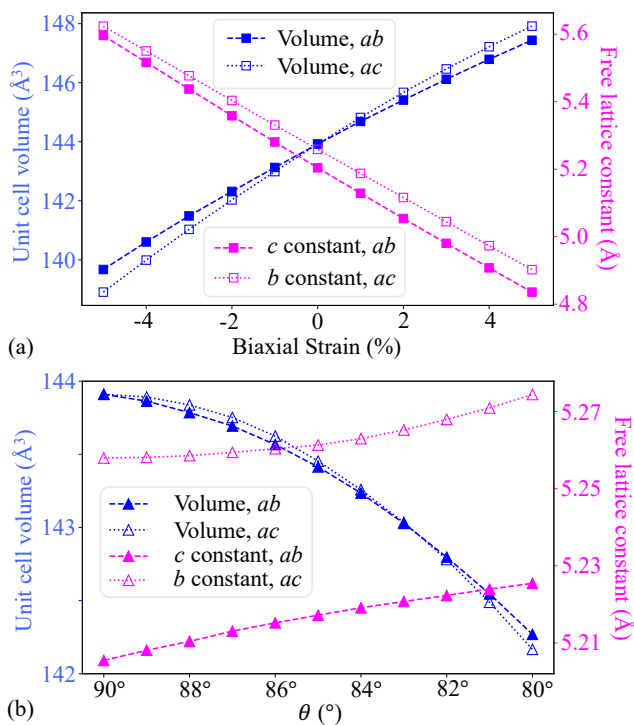 148
146
144
142
140
Unit cell volume (Å³)
Volume, ab
Volume, ac
c constant, ab
b constant, ac
5.6
5.4
5.2
5.0
4.8
Free lattice constant (Å)
-4
-2
0
2
4
Biaxial Strain (%)
(a)
144
143
142
Unit cell volume (Å³)
Volume, ab
Volume, ac
c constant, ab
b constant, ac
5.27
5.25
5.23
5.21
Free lattice constant (Å)
90°
88°
86°
84°
82°
80°
θ (°)
(b)